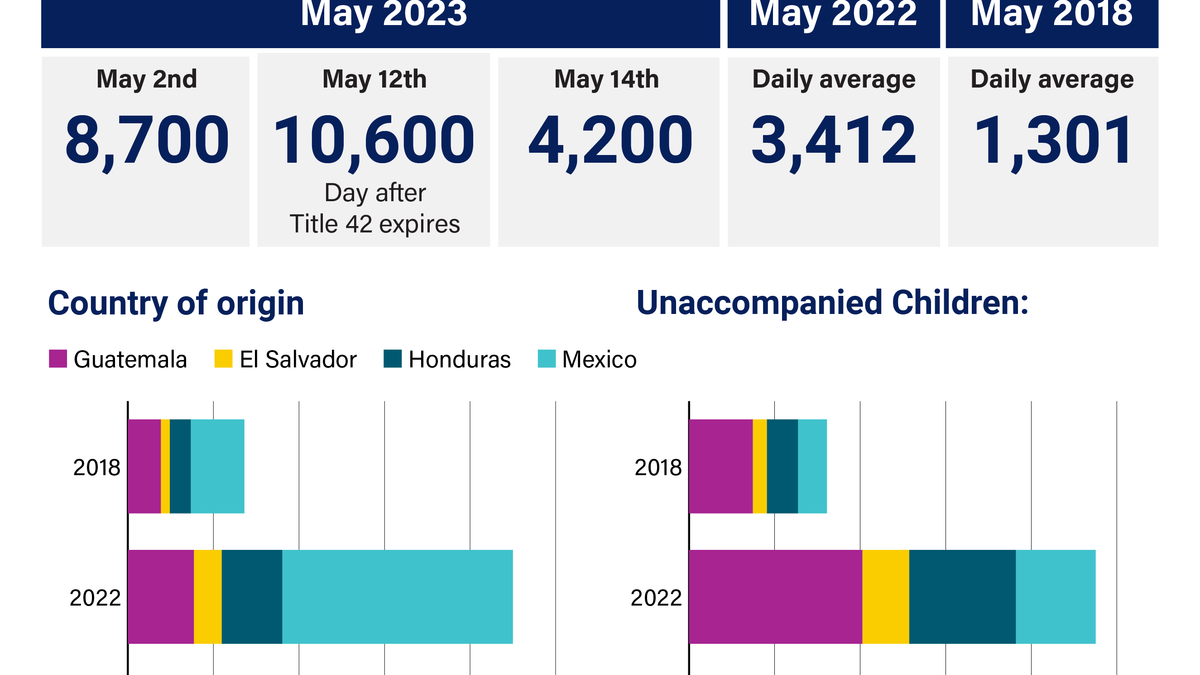 May 2023
May 2022
May 2018
May 2nd
8,700
May 12th
10,600
Day after
Title 42 expires
May 14th
4,200
Daily average
3,412
Daily average
1,301
Country of origin
Guatemala El Salvador Honduras Mexico
2018
2022
Unaccompanied Children:
2018
2022